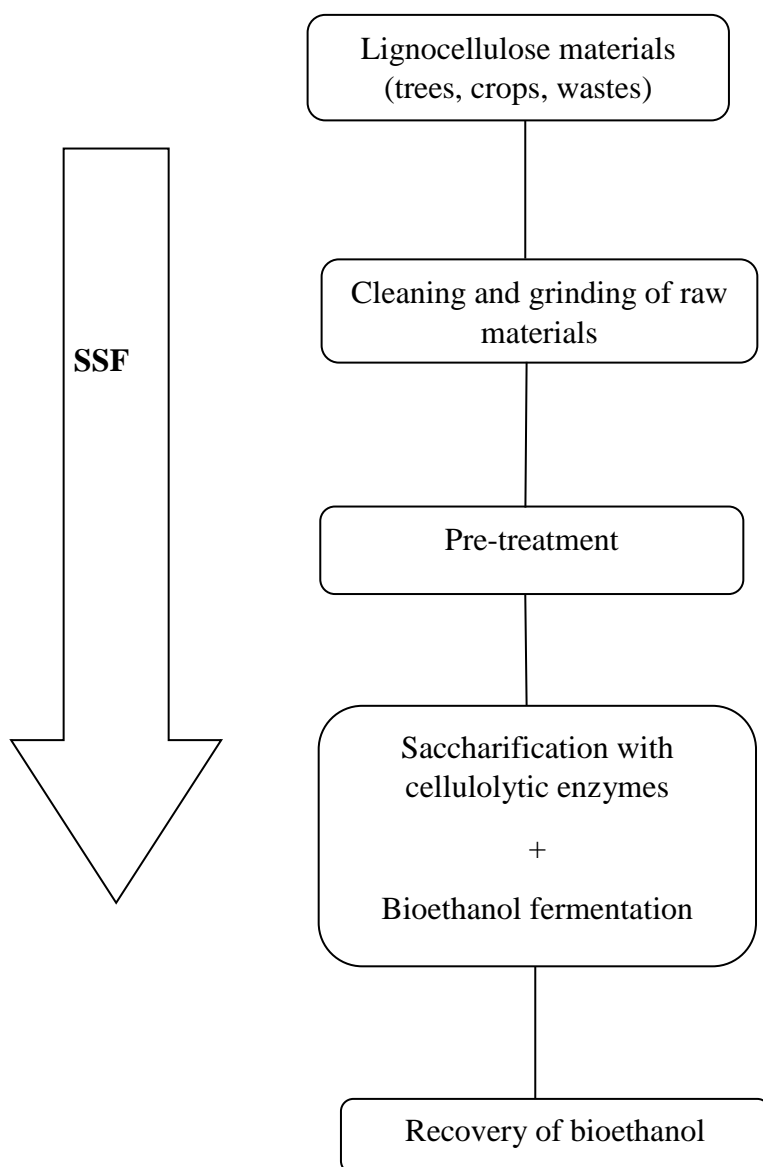 Lignocellulose materials
(trees, crops, wastes)
Cleaning and grinding of raw
materials
SSF
Pre-treatment
Saccharification with
cellulolytic enzymes
+
Bioethanol fermentation
Recovery of bioethanol